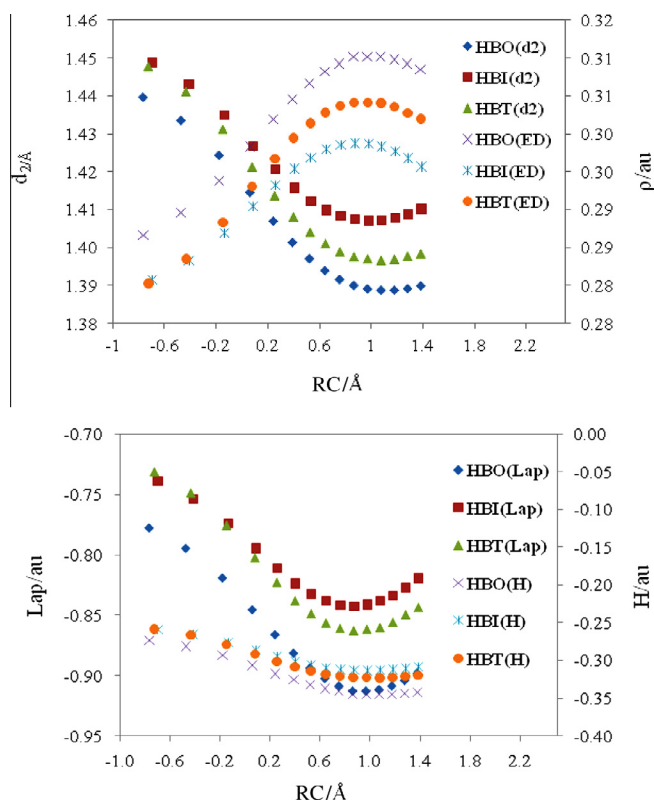 1.46
1.45
1.44
1.43
1.42
1.41
1.40
1.39
1.38
d2/Å
0.32
0.31
0.31
0.30
0.30
0.29
0.29
0.28
0.28
ρ/au
HBO(d2)
HBI(d2)
HBT(d2)
HBO(ED)
HBI(ED)
HBT(ED)
-1 -0.6 -0.2 0.2 0.6 1 1.4 1.8 2.2
RC/Å
-0.70
-0.75
-0.80
-0.85
-0.90
-0.95
Lap/au
0.00
-0.05
-0.10
-0.15
-0.20
-0.25
-0.30
-0.35
-0.40
H/au
HBO(Lap)
HBI(Lap)
HBT(Lap)
HBO(H)
HBI(H)
HBT(H)
-1.0 -0.6 -0.2 0.2 0.6 1.0 1.4 1.8 2.2
RC/Å